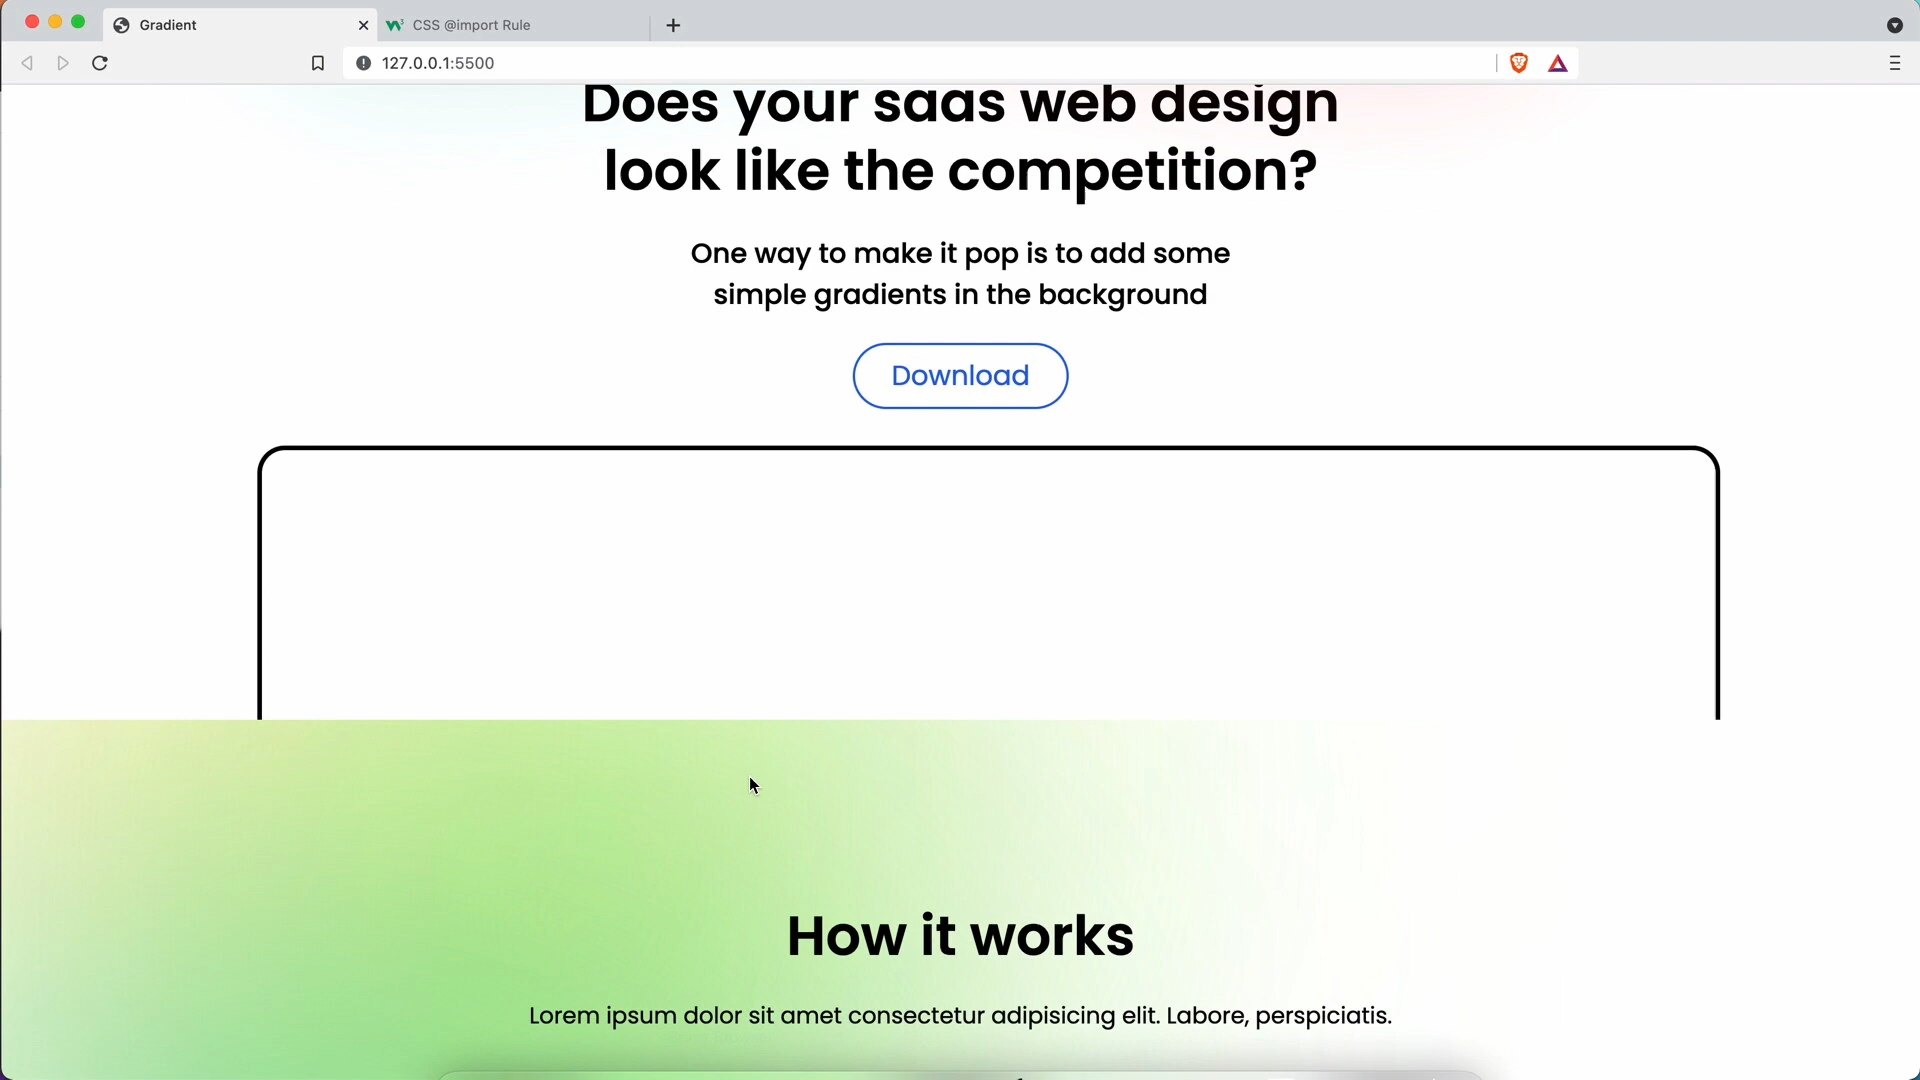 Gradient
CSS @import Rule
127.0.0.1:5500
Does your saas web design
look like the competition?
One way to make it pop is to add some
simple gradients in the background
Download
How it works
Lorem ipsum dolor sit amet consectetur adipisicing elit. Labore, perspiciatis.